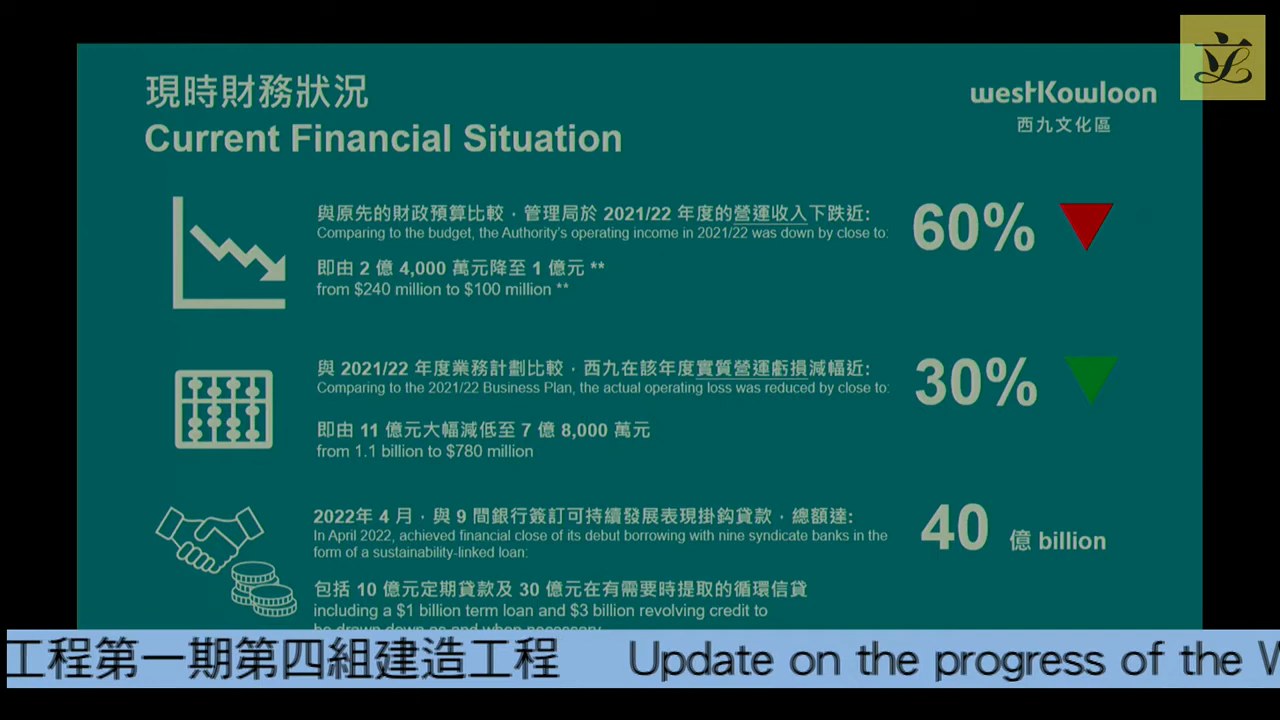 現時財務狀況
Current Financial Situation
wesтKowloon
西九文化區
與原先的財政預算比較，管理局於 2021/22 年度的營運收入下跌近:
Comparing to the budget, the Authority's operating income in 2021/22 was down by close to:
60%
即由 2 億 4,000 萬元降至 1 億元 **
from $240 million to $100 million **
與 2021/22 年度業務計劃比較，西九在該年度實質營運虧損減幅近:
Comparing to the 2021/22 Business Plan, the actual operating loss was reduced by close to:
30%
即由 11 億元大幅減低至 7 億 8,000 萬元
from 1.1 billion to $780 million
2022年 4 月，與 9 間銀行簽訂可持續發展表現掛鈎貸款，總額達:
In April 2022, achieved financial close of its debut borrowing with nine syndicate banks in the
form of a sustainability-linked loan:
40 億 billion
包括 10 億元定期貸款及 30 億元在有需要時提取的循環信貸
including a $1 billion term loan and $3 billion revolving credit to
be drawn down as and when necessary
工程第一期第四組建造工程 Update on the progress of the W